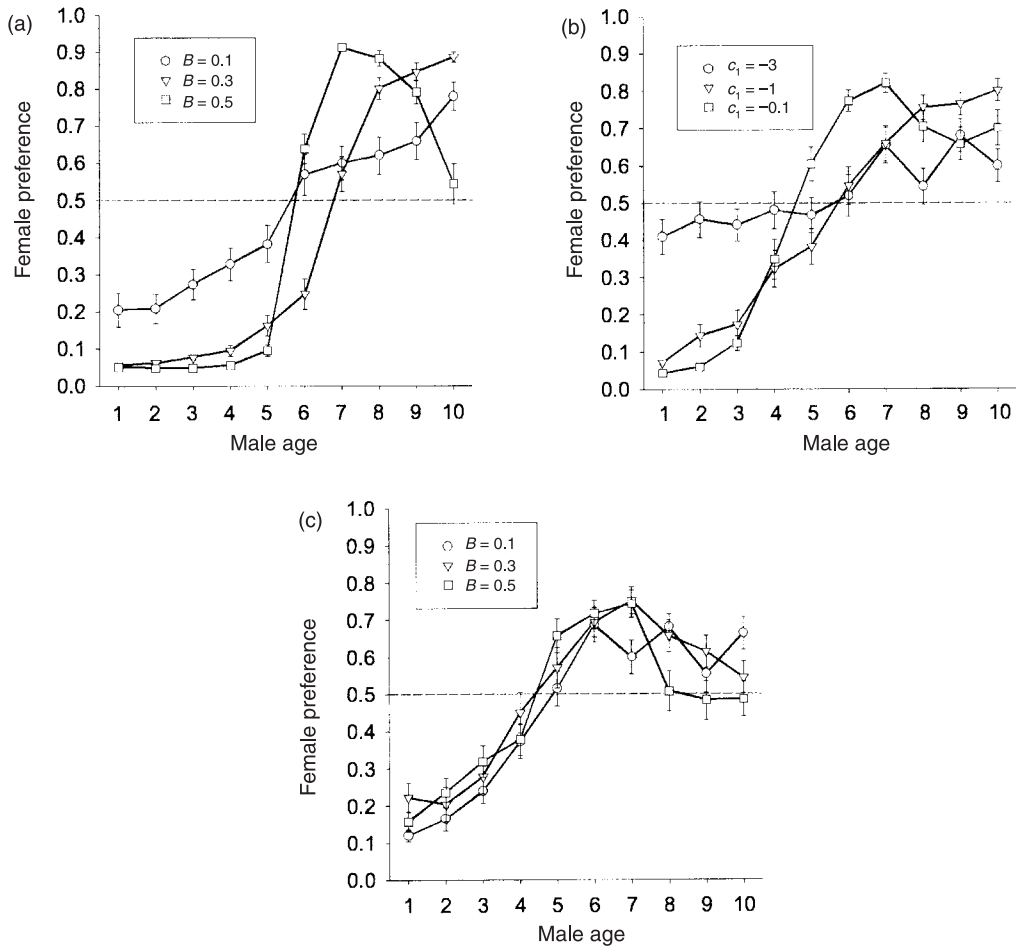 (a)
B = 0.1
B = 0.3
B = 0.5
Female preference
1.0
0.9
0.8
0.7
0.6
0.5
0.4
0.3
0.2
0.1
0.0
1 2 3 4 5 6 7 8 9 10
Male age
(b)
c₁ = −3
c₁ = −1
c₁ = −0.1
Female preference
1.0
0.9
0.8
0.7
0.6
0.5
0.4
0.3
0.2
0.1
0.0
1 2 3 4 5 6 7 8 9 10
Male age
(c)
B = 0.1
B = 0.3
B = 0.5
Female preference
1.0
0.9
0.8
0.7
0.6
0.5
0.4
0.3
0.2
0.1
0.0
1 2 3 4 5 6 7 8 9 10
Male age